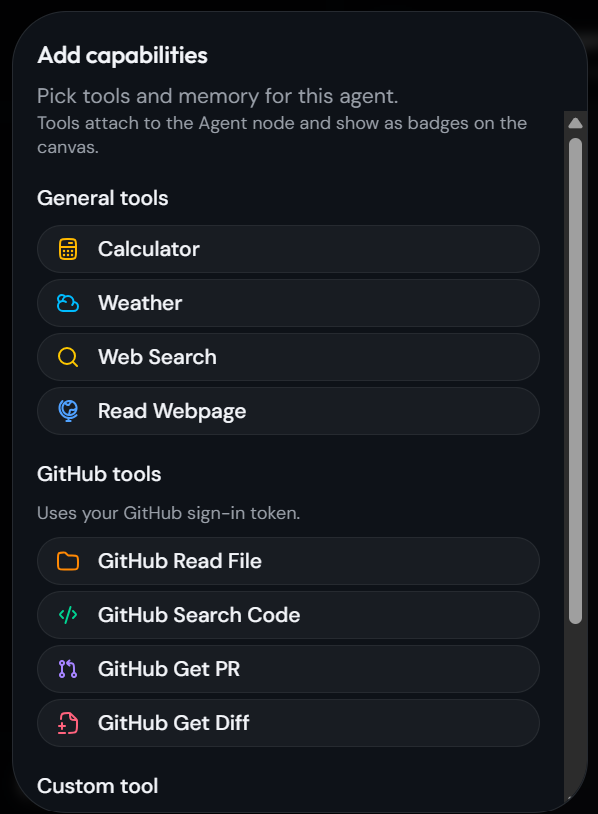 Add capabilities
Pick tools and memory for this agent.
Tools attach to the Agent node and show as badges on the
canvas.
General tools
Calculator
Weather
Web Search
Read Webpage
GitHub tools
Uses your GitHub sign-in token.
GitHub Read File
GitHub Search Code
GitHub Get PR
GitHub Get Diff
Custom tool